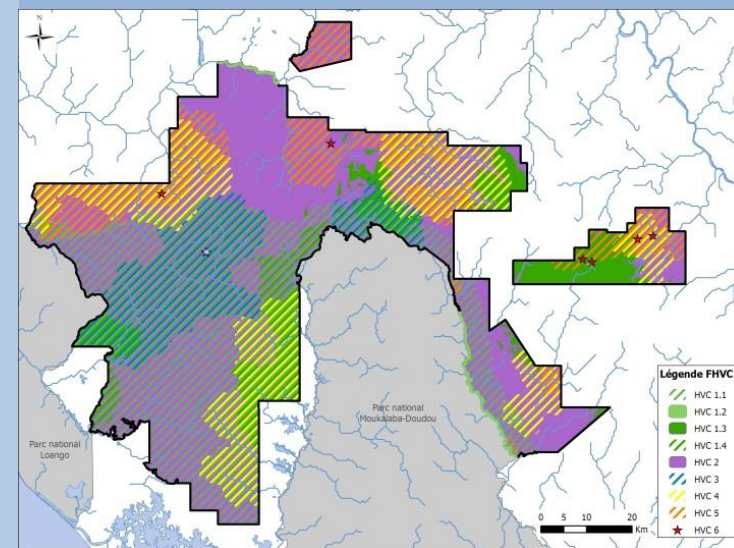 N
Parc national
Loango
Parc national
Moukalaba-Doudou
Légende FHVC
HVC 1.1
HVC 1.2
HVC 1.3
HVC 1.4
HVC 2
HVC 3
HVC 4
HVC 5
HVC 6
0 5 10 20
Km